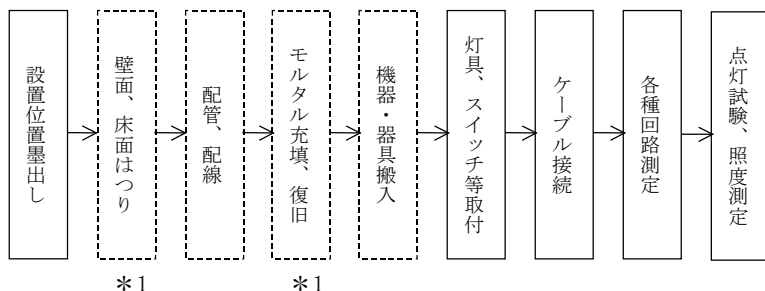 設置位置墨出し
壁面、床面はつり
配管、配線
モルタル充填、復旧
機器・器具搬入
灯具、スイッチ等取付
ケーブル接続
各種回路測定
点灯試験、照度測定
＊1
＊1